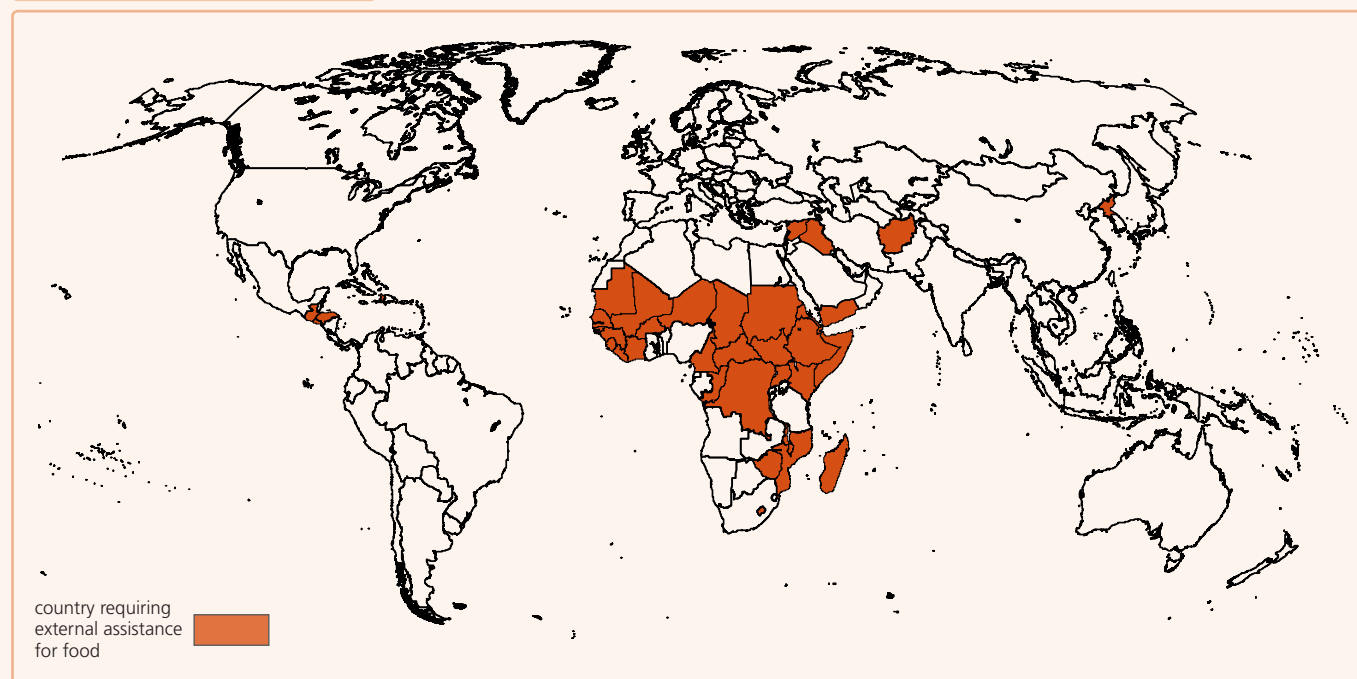 country requiring
external assistance
for food